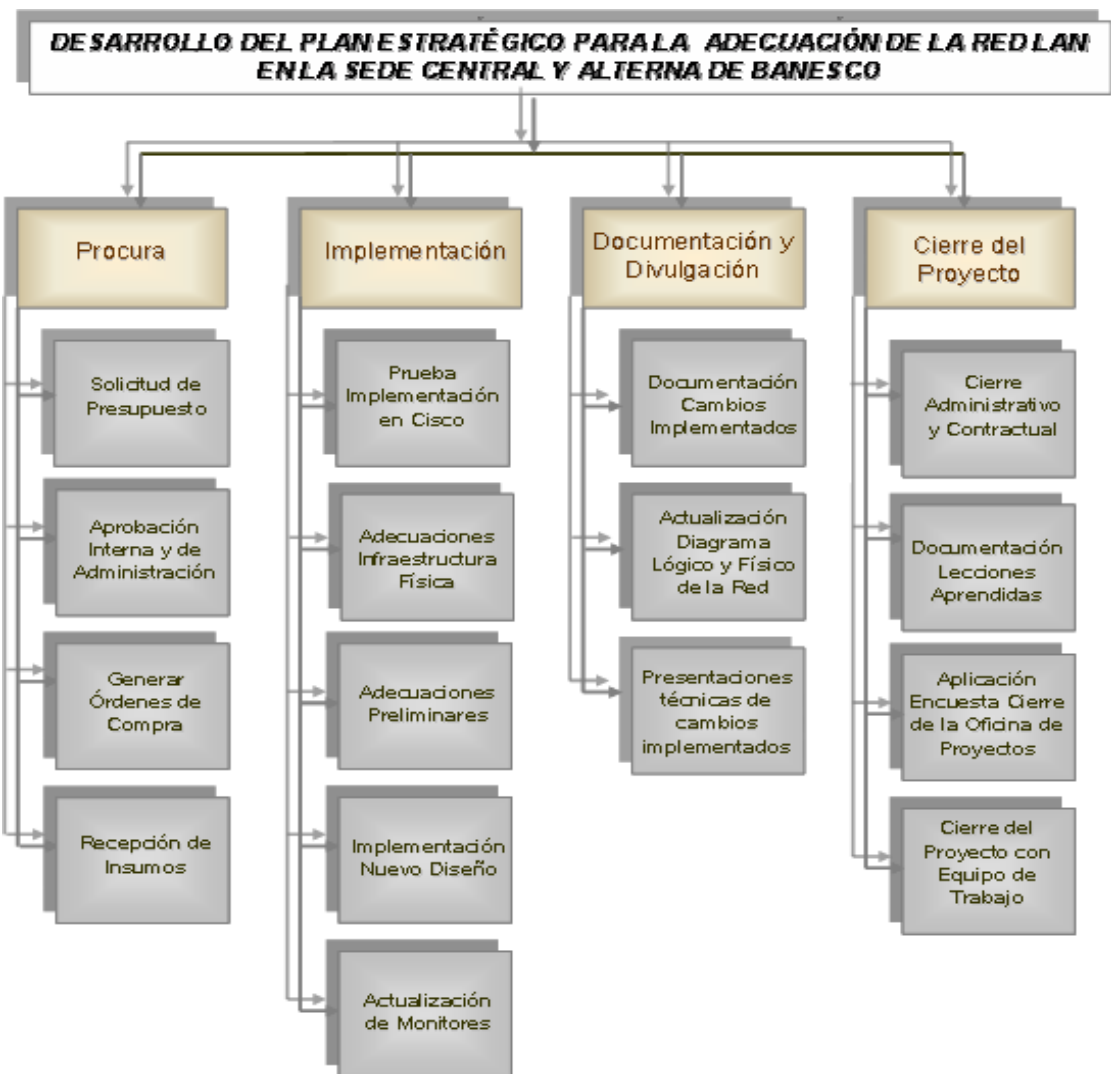 DESARROLLO DEL PLAN ESTRATÉGICO PARA LA ADECUACIÓN DE LA RED LAN
EN LA SEDE CENTRAL Y ALTERNA DE BANESCO
Procura
Solicitud de
Presupuesto
Aprobación
Interna y de
Administración
Generar
Órdenes de
Compra
Recepción de
Insumos
Implementación
Prueba
Implementación
en Cisco
Adecuaciones
Infraestructura
Física
Adecuaciones
Preliminares
Implementación
Nuevo Diseño
Actualización
de Monitores
Documentación y
Divulgación
Documentación
Cambios
Implementados
Actualización
Diagrama
Lógico y Físico
de la Red
Presentaciones
técnicas de
cambios
implementados
Cierre del
Proyecto
Cierre
Administrativo
y Contractual
Documentación
Lecciones
Aprendidas
Aplicación
Encuesta Cierre
de la Oficina de
Proyectos
Cierre del
Proyecto con
Equipo de
Trabajo